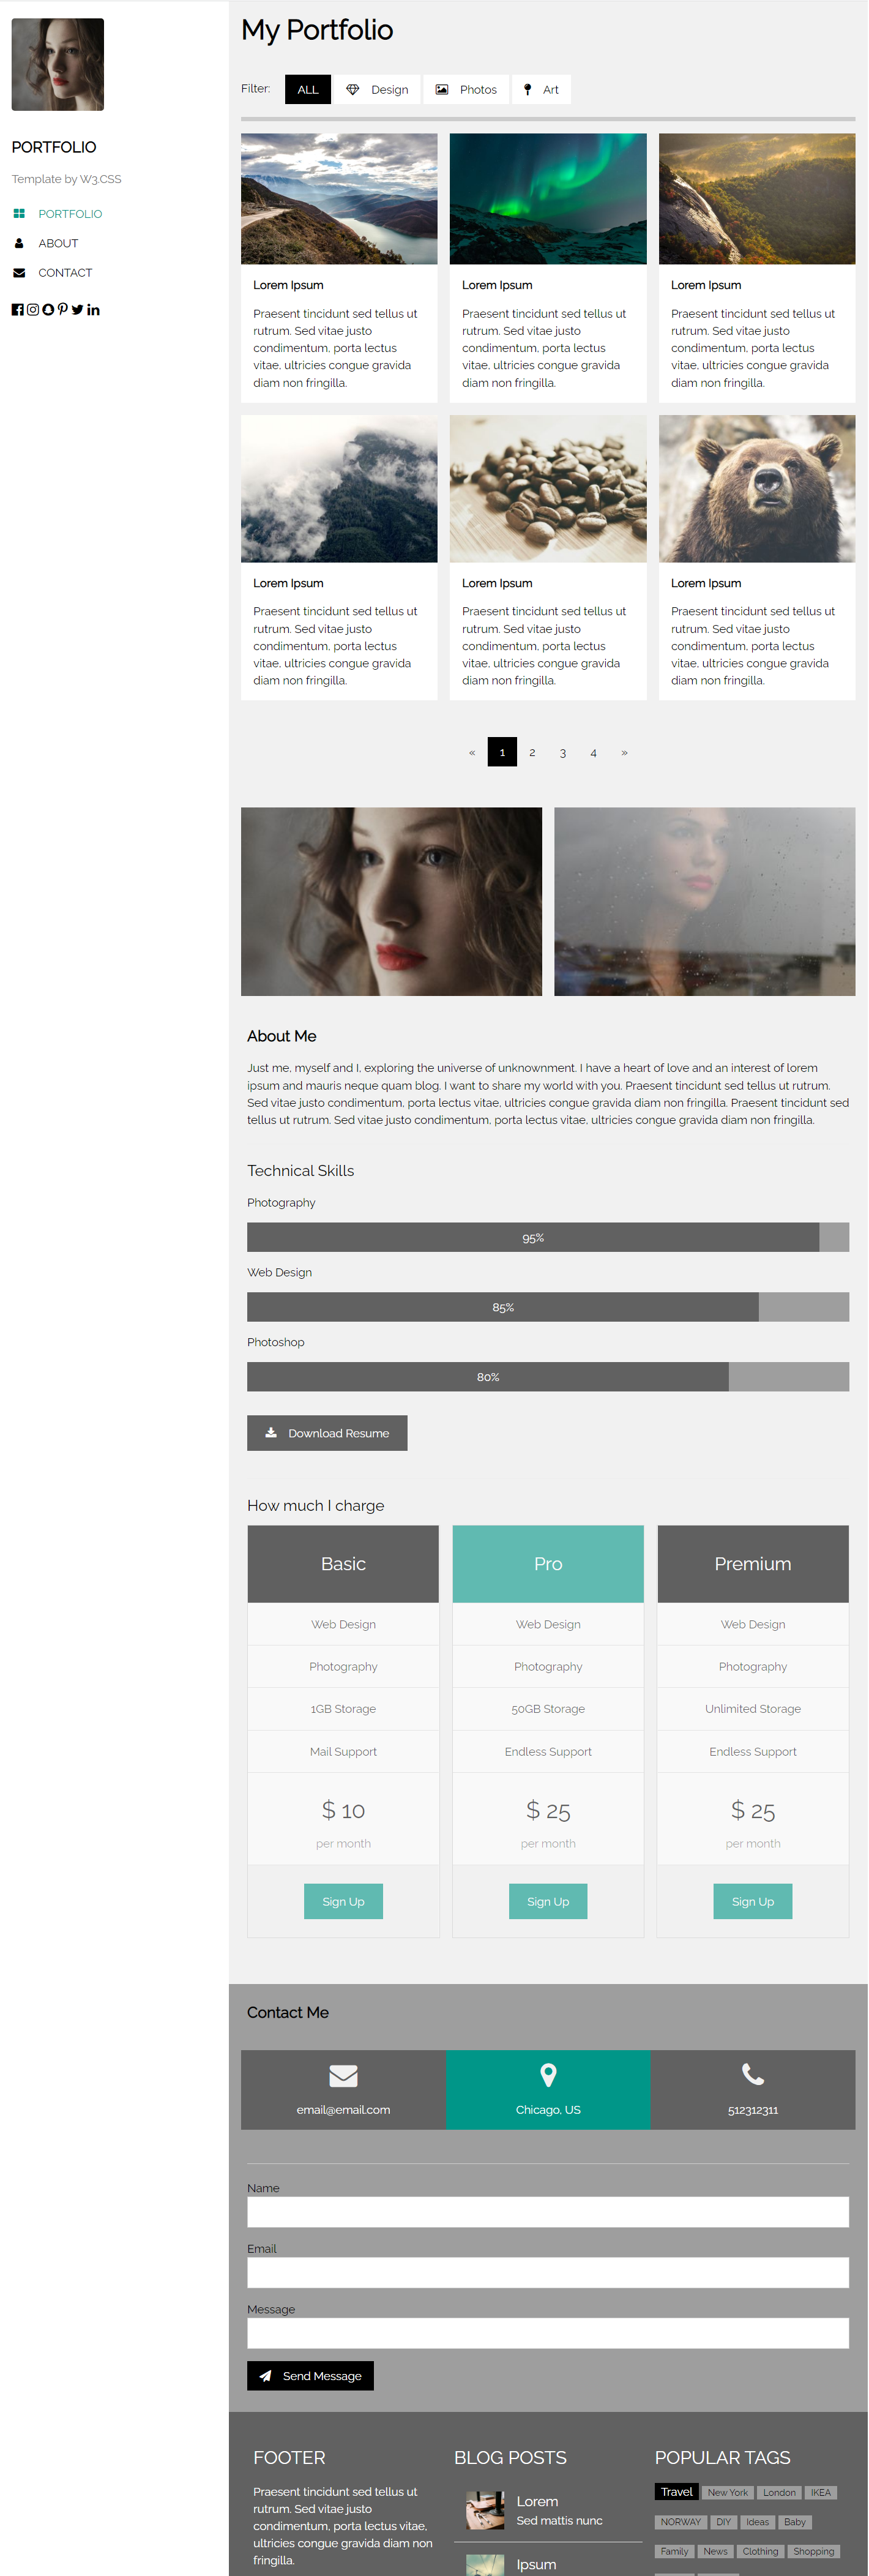 PORTFOLIO
Template by W3.CSS
PORTFOLIO
ABOUT
CONTACT
My Portfolio
Filter:
ALL
Design
Photos
Art
Lorem Ipsum
Praesent tincidunt sed tellus ut
rutrum. Sed vitae justo
condimentum, porta lectus
vitae, ultricies congue gravida
diam non fringilla.
Lorem Ipsum
Praesent tincidunt sed tellus ut
rutrum. Sed vitae justo
condimentum, porta lectus
vitae, ultricies congue gravida
diam non fringilla.
Lorem Ipsum
Praesent tincidunt sed tellus ut
rutrum. Sed vitae justo
condimentum, porta lectus
vitae, ultricies congue gravida
diam non fringilla.
Lorem Ipsum
Praesent tincidunt sed tellus ut
rutrum. Sed vitae justo
condimentum, porta lectus
vitae, ultricies congue gravida
diam non fringilla.
Lorem Ipsum
Praesent tincidunt sed tellus ut
rutrum. Sed vitae justo
condimentum, porta lectus
vitae, ultricies congue gravida
diam non fringilla.
Lorem Ipsum
Praesent tincidunt sed tellus ut
rutrum. Sed vitae justo
condimentum, porta lectus
vitae, ultricies congue gravida
diam non fringilla.
« 1 2 3 4 »
About Me
Just me, myself and I, exploring the universe of unknownment. I have a heart of love and an interest of lorem
ipsum and mauris neque quam blog. I want to share my world with you. Praesent tincidunt sed tellus ut rutrum.
Sed vitae justo condimentum, porta lectus vitae, ultricies congue gravida diam non fringilla. Praesent tincidunt sed
tellus ut rutrum. Sed vitae justo condimentum, porta lectus vitae, ultricies congue gravida diam non fringilla.
Technical Skills
Photography
95%
Web Design
85%
Photoshop
80%
Download Resume
How much I charge
Basic
Web Design
Photography
1GB Storage
Mail Support
$ 10
per month
Sign Up
Pro
Web Design
Photography
50GB Storage
Endless Support
$ 25
per month
Sign Up
Premium
Web Design
Photography
Unlimited Storage
Endless Support
$ 25
per month
Sign Up
Contact Me
email@email.com
Chicago, US
512312311
Name
Email
Message
Send Message
FOOTER
Praesent tincidunt sed tellus ut
rutrum. Sed vitae justo
condimentum, porta lectus vitae,
ultricies congue gravida diam non
fringilla.
BLOG POSTS
Lorem
Sed mattis nunc
Ipsum
POPULAR TAGS
Travel New York London IKEA
NORWAY DIY Ideas Baby
Family News Clothing Shopping